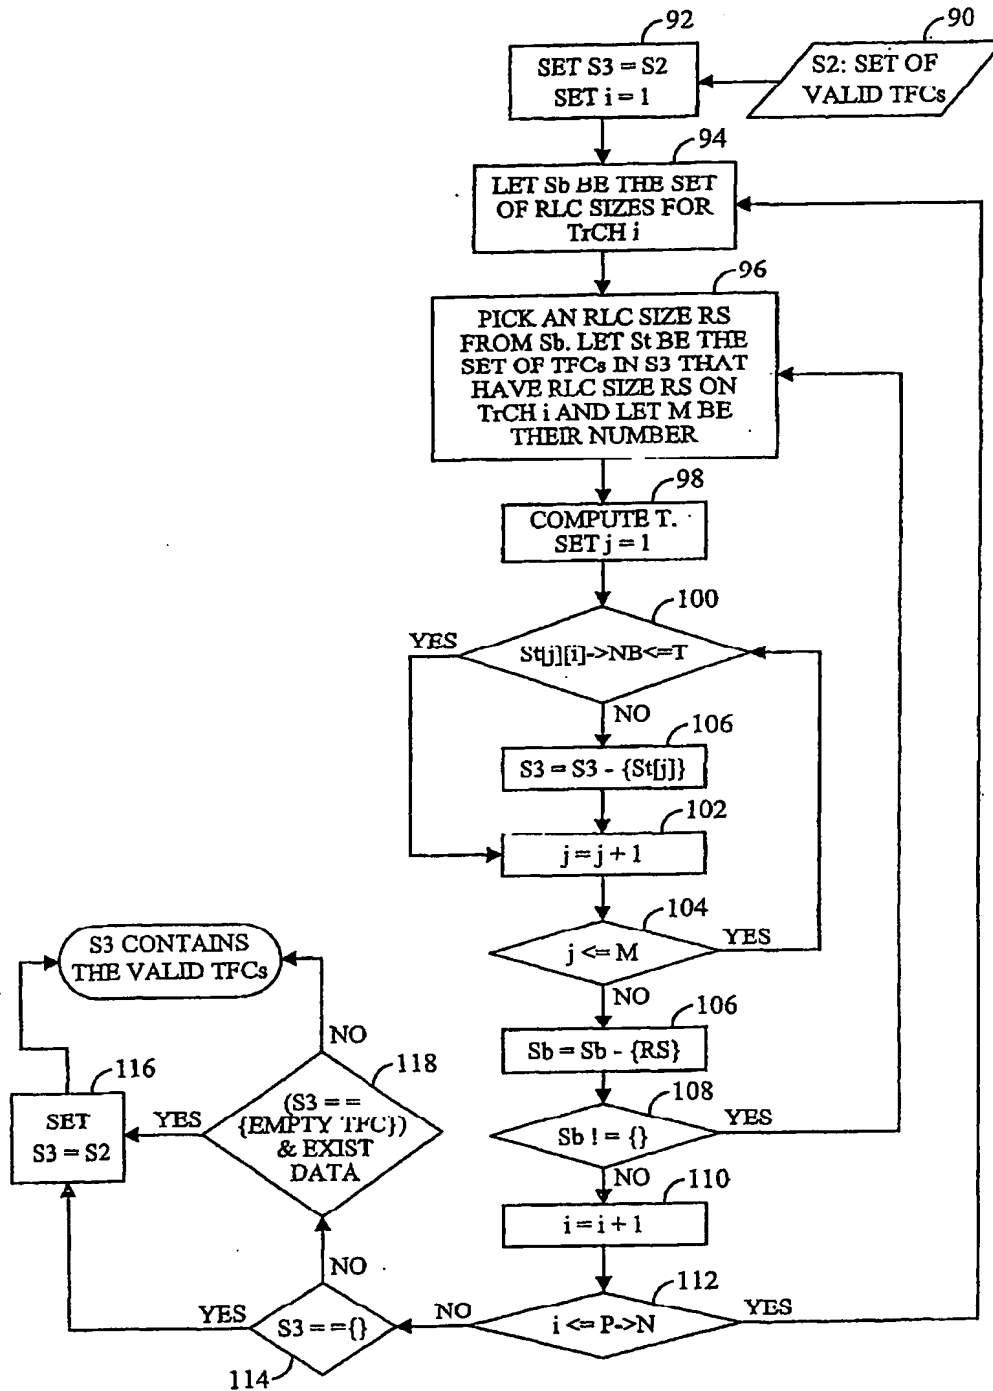 92
90
SET S3 = S2
SET i = 1
S2: SET OF
VALID TFCs
94
LET Sb BE THE SET
OF RLC SIZES FOR
TrCH i
96
PICK AN RLC SIZE RS
FROM Sb. LET St BE THE
SET OF TFCs IN S3 THAT
HAVE RLC SIZE RS ON
TrCH i AND LET M BE
THEIR NUMBER
98
COMPUTE T.
SET j = 1
100
YES
St[j][i]->NB<=T
NO
106
S3 = S3 - {St[j]}
102
j = j + 1
104
j <= M
YES
NO
S3 CONTAINS
THE VALID TFCs
106
Sb = Sb - {RS}
NO
116
118
108
SET
S3 = S2
YES
(S3 = =
{EMPTY TFC})
& EXIST
DATA
Sb ! = {}
YES
NO
110
i = i + 1
NO
112
YES
S3 = = {}
NO
i <= P->N
YES
114